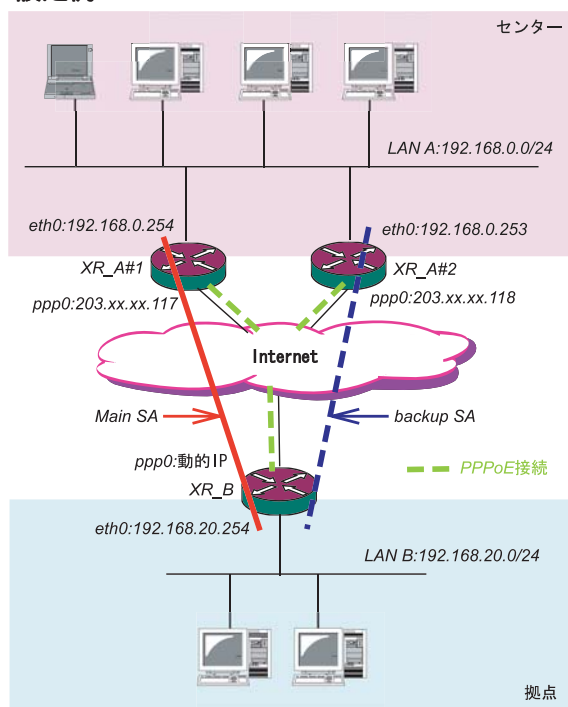 センター
LAN A:192.168.0.0/24
eth0:192.168.0.254
eth0:192.168.0.253
XR_A#1
XR_A#2
ppp0:203.xx.xx.117
ppp0:203.xx.xx.118
Internet
Main SA
backup SA
ppp0:動的IP
PPPoE接続
XR_B
eth0:192.168.20.254
LAN B:192.168.20.0/24
拠点